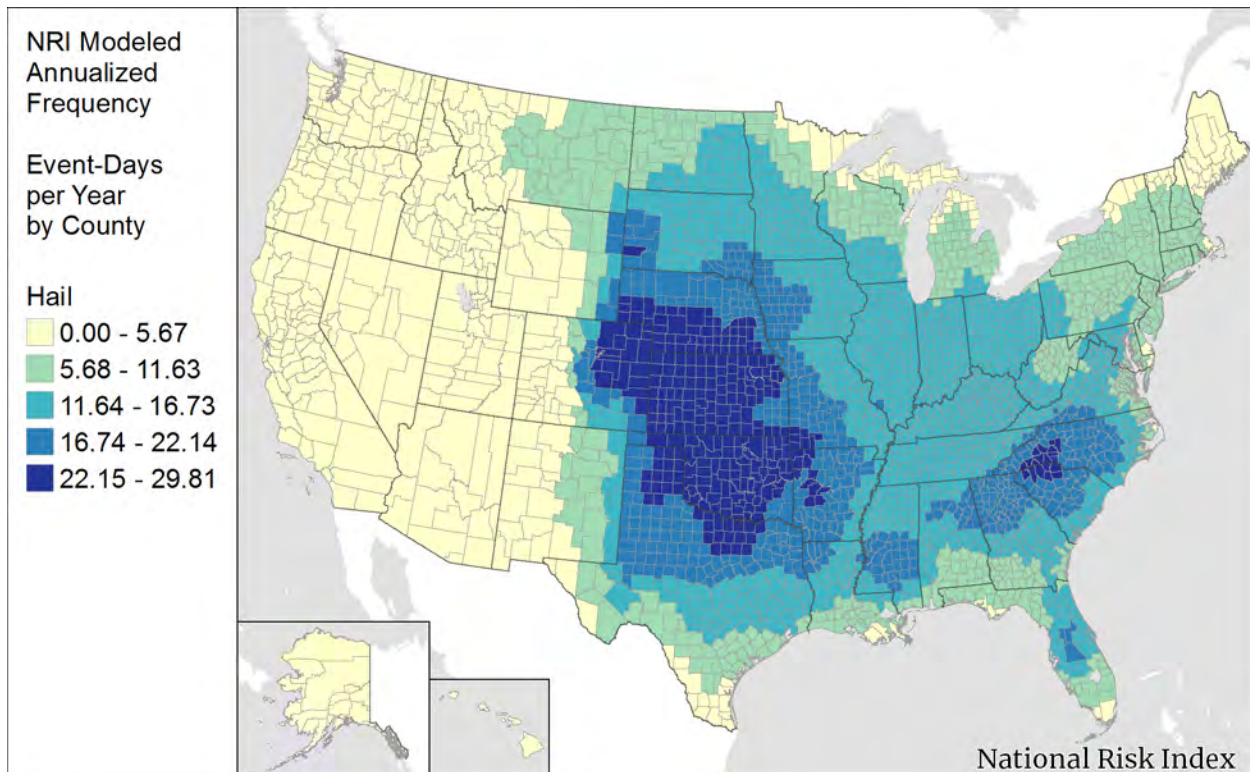 NRI Modeled
Annualized
Frequency
Event-Days
per Year
by County
Hail
0.00 - 5.67
5.68 - 11.63
11.64 - 16.73
16.74 - 22.14
22.15 - 29.81
National Risk Index